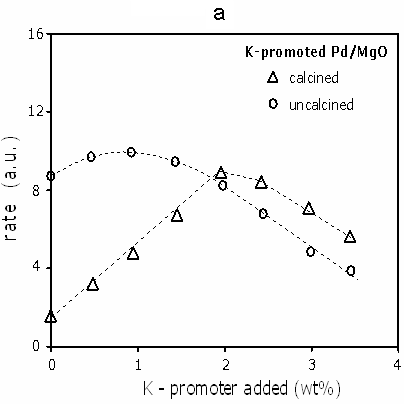 a
K-promoted Pd/MgO
calcined
uncalcined
rate (a.u.)
16
12
8
4
0
0 1 2 3 4
K - promoter added (wt%)